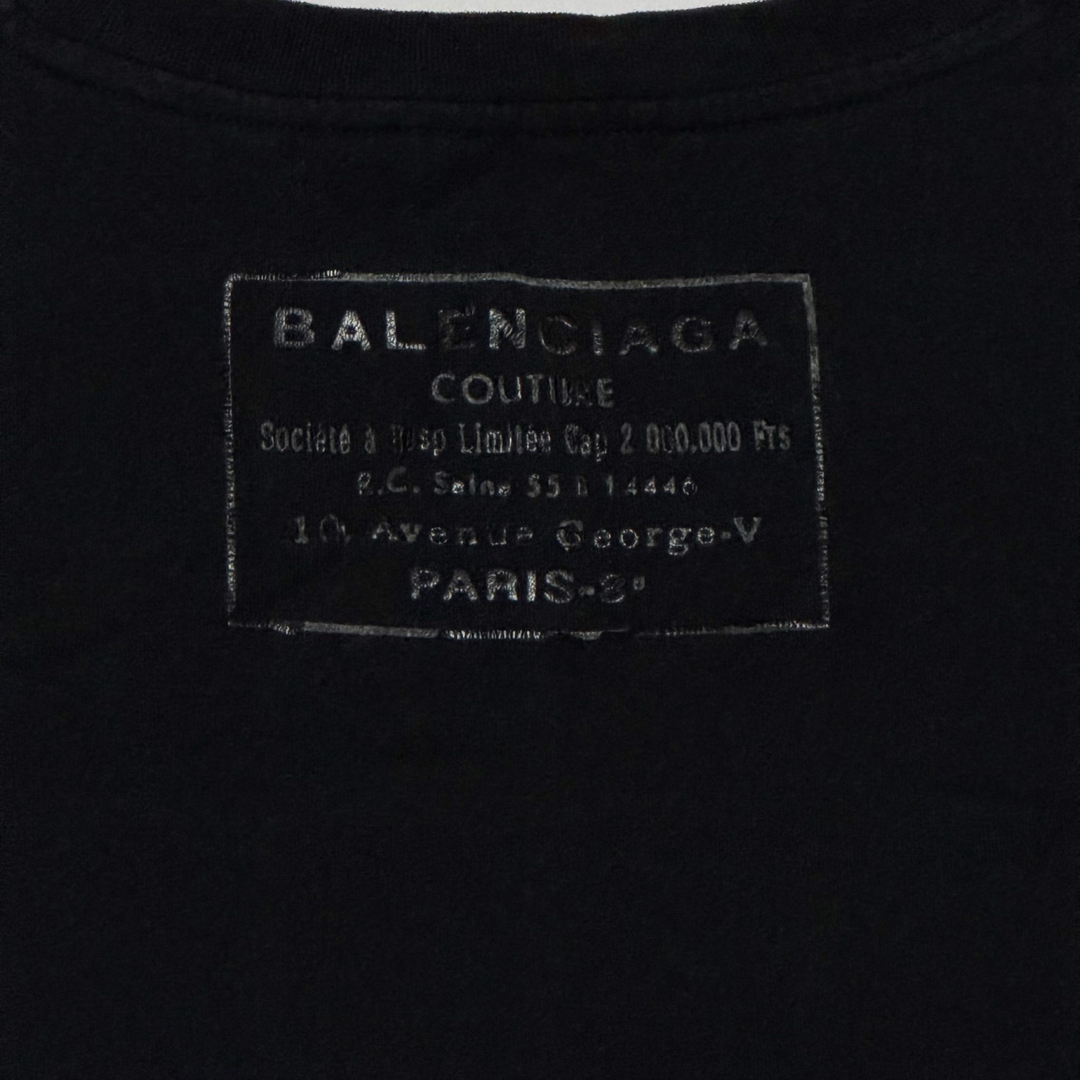 BALENCIAGA
COUTURE
Société à Resp Limitée Cap 2 000.000 Frs
R.C. Seine 55 B 14446
10, Avenue George-V
PARIS-8ᵉ